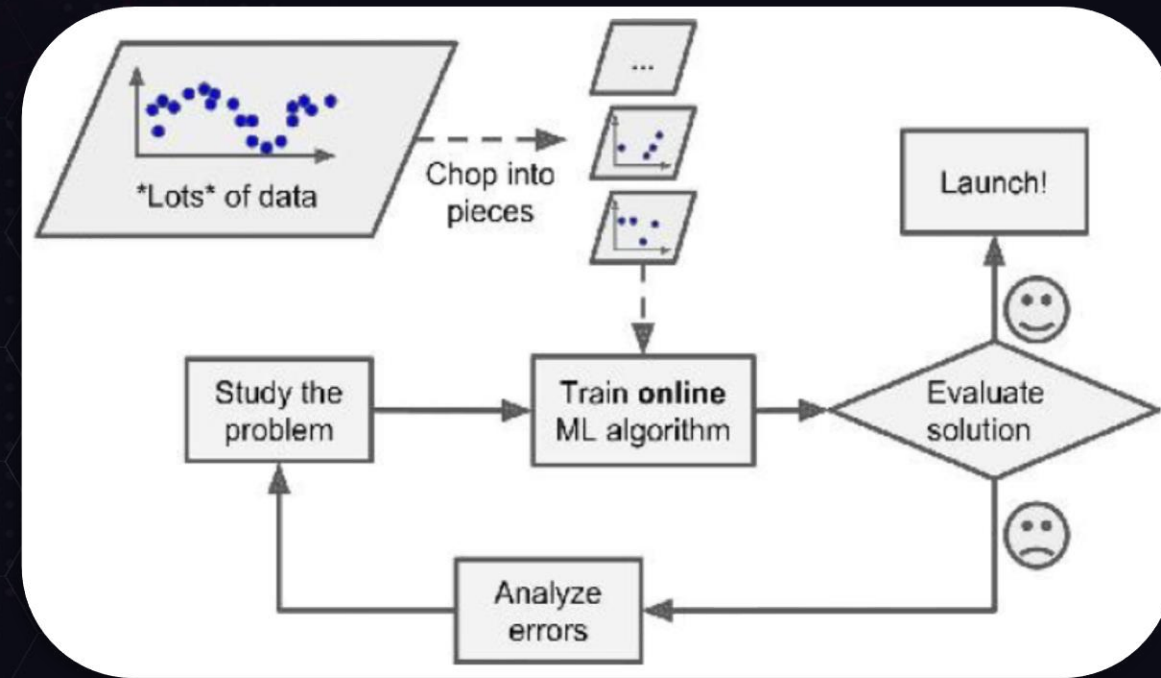 ...
*Lots* of data
Chop into
pieces
Launch!
Study the
problem
Train online
ML algorithm
Evaluate
solution
Analyze
errors